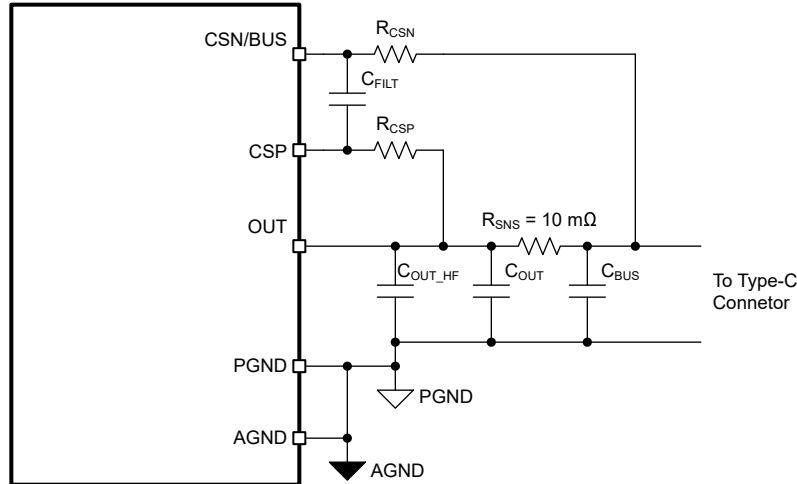 CSN/BUS
R_CSN
C_FILT
CSP
R_CSP
OUT
R_SNS = 10 mΩ
C_OUT_HF
C_OUT
C_BUS
To Type-C
Connetor
PGND
PGND
AGND
AGND